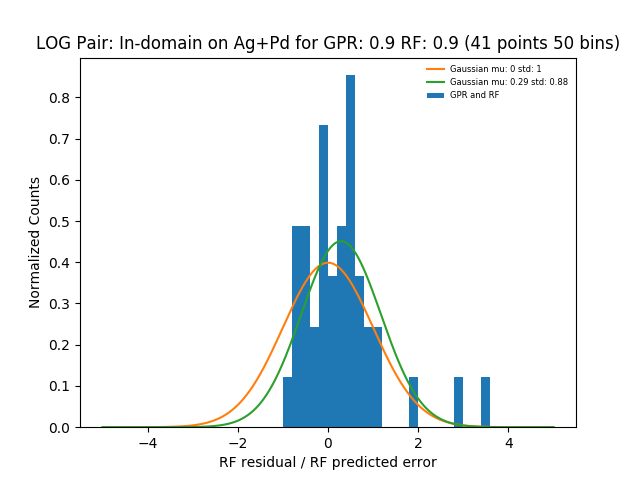 LOG Pair: In-domain on Ag+Pd for GPR: 0.9 RF: 0.9 (41 points 50 bins)
Gaussian mu: 0 std: 1
Gaussian mu: 0.29 std: 0.88
GPR and RF
Normalized Counts
0.8
0.7
0.6
0.5
0.4
0.3
0.2
0.1
0.0
−4 −2 0 2 4
RF residual / RF predicted error